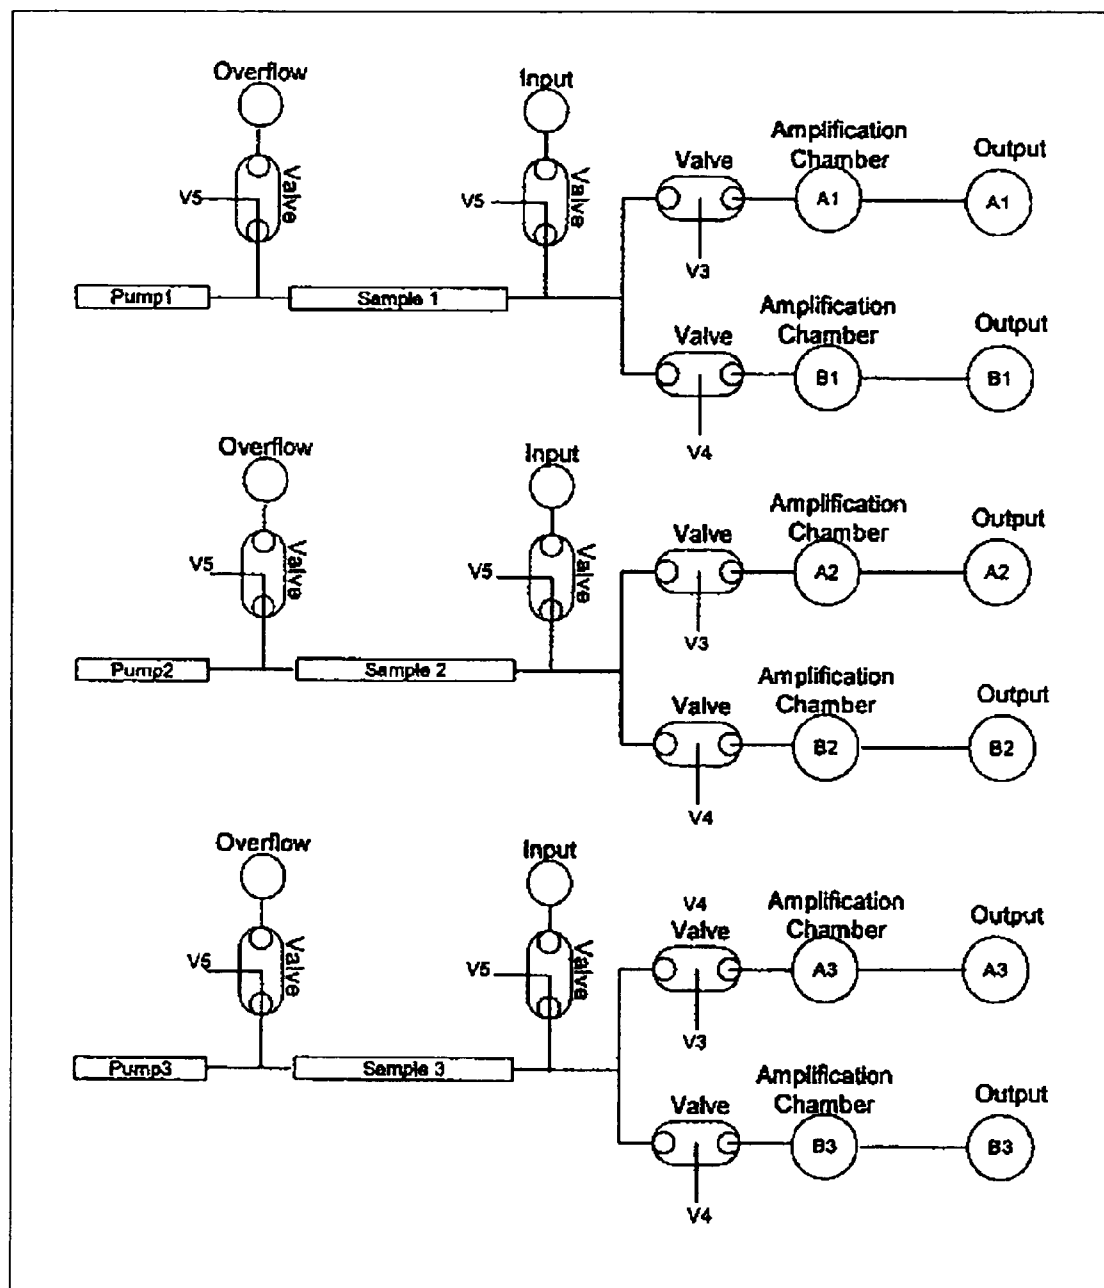 Overflow
Input
Amplification
Chamber
Output
Valve
Valve
Valve
V5
V5
A1
A1
V3
Pump1
Sample 1
Amplification
Chamber
Output
Valve
B1
B1
V4
Overflow
Input
Amplification
Chamber
Output
Valve
Valve
Valve
V5
V5
A2
A2
V3
Pump2
Sample 2
Amplification
Chamber
Output
Valve
B2
B2
V4
Overflow
Input
V4
Amplification
Chamber
Output
Valve
Valve
Valve
V5
V5
A3
A3
V3
Pump3
Sample 3
Amplification
Chamber
Output
Valve
B3
B3
V4